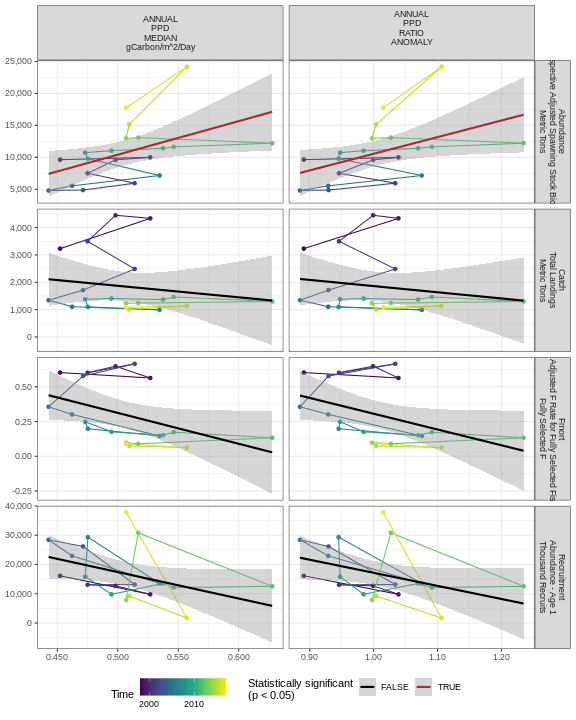 ANNUAL
PPD
MEDIAN
gCarbon/m^2/Day
ANNUAL
PPD
RATIO
ANOMALY
25,000
20,000
15,000
10,000
5,000
Abundance
Adjusted Spawning Stock
Metric Tons
4,000
3,000
2,000
1,000
0
Catch
Total Landings
Metric Tons
0.50
0.25
0.00
-0.25
Fmort
Adjusted F Rate for Fully Selected
Fully Selected F
40,000
30,000
20,000
10,000
0
Recruitment
Abundance - Age 1
Thousand Recruits
0.450
0.500
0.550
0.600
0.90
1.00
1.10
1.20
Time
2000
2010
Statistically significant
(p < 0.05)
FALSE
TRUE